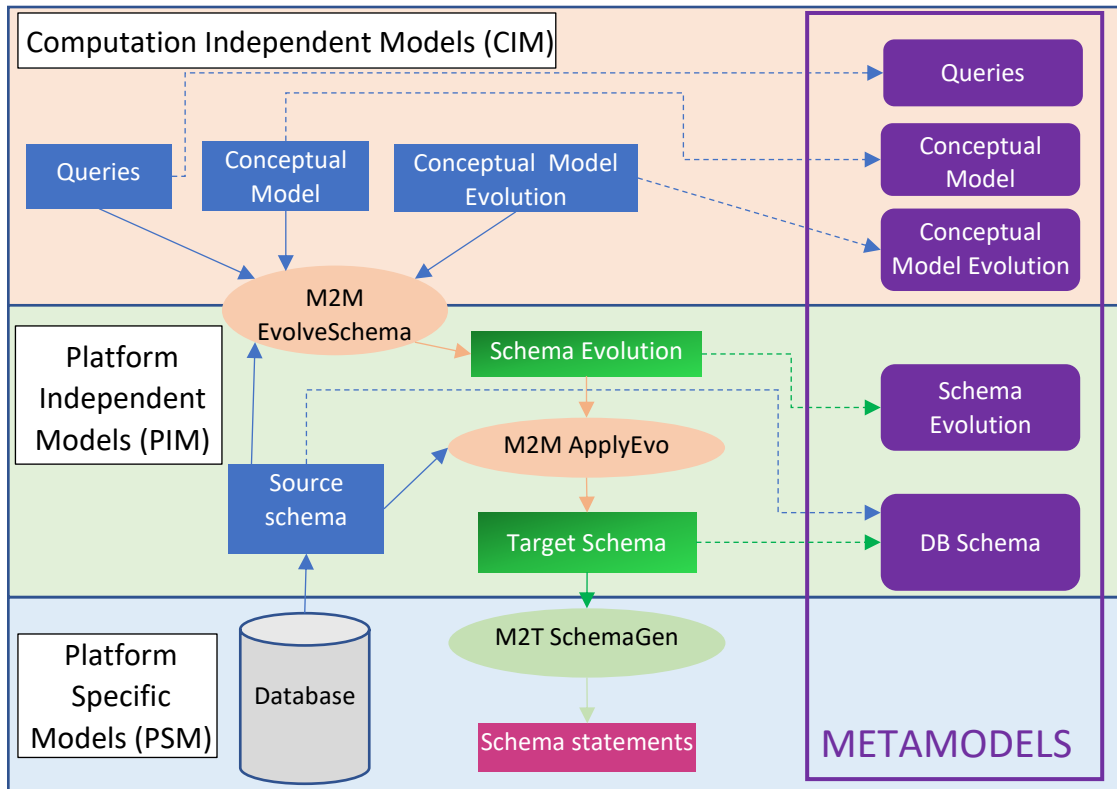 Computation Independent Models (CIM)
Queries
Conceptual
Model
Conceptual  Model
Evolution
Queries
Conceptual
Model
Conceptual
Model Evolution
M2M
EvolveSchema
Platform
Independent
Models (PIM)
Schema Evolution
Schema
Evolution
M2M ApplyEvo
Source
schema
Target Schema
DB Schema
Platform
Specific
Models (PSM)
Database
M2T SchemaGen
Schema statements
METAMODELS